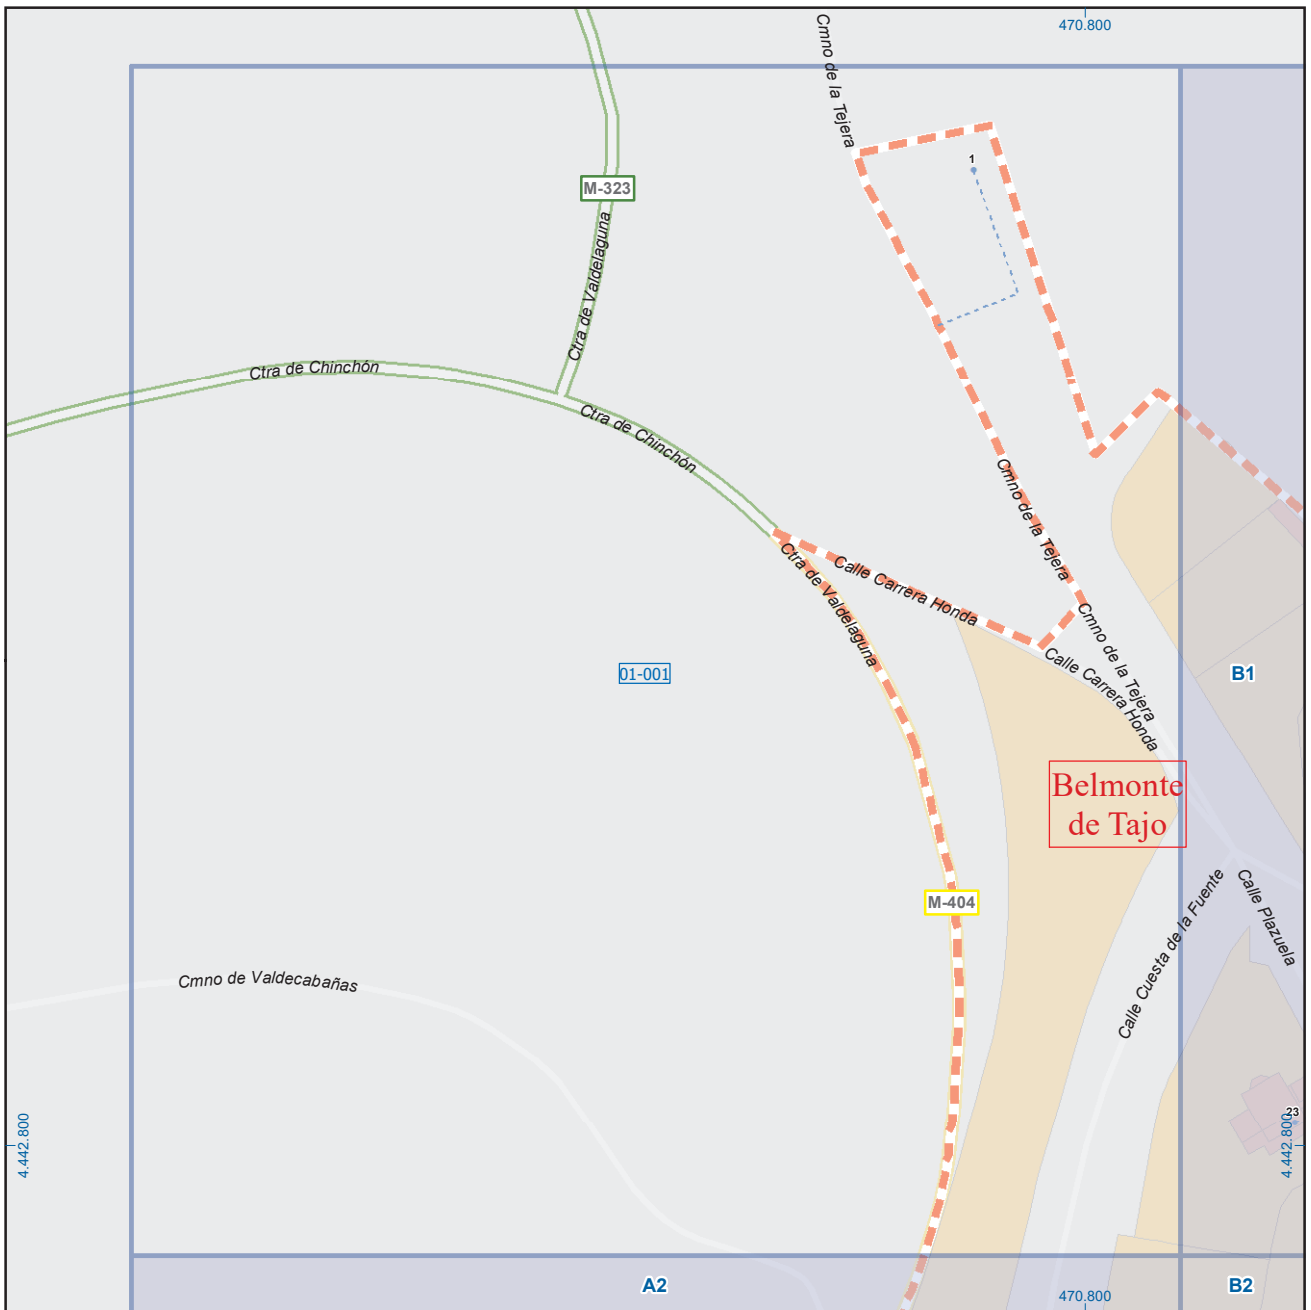 470.800
Cmno de la Tejera
1
M-323
Ctra de Valdelaguna
Ctra de Chinchón
Ctra de Chinchón
Cmno de la Tejera
Ctra de Valdelaguna
Calle Carrera Honda
Cmno de la Tejera
Calle Carrera Honda
01-001
B1
Belmonte
de Tajo
M-404
Calle Cuesta de la Fuente
Calle Plazuela
Cmno de Valdecabañas
23
4.442.800
4.442.800
A2
B2
470.800